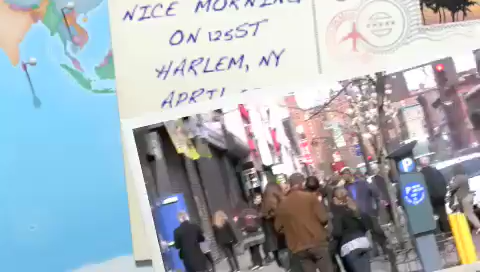 NICE MORNING
ON 125ST
HARLEM, NY
APRIL
P